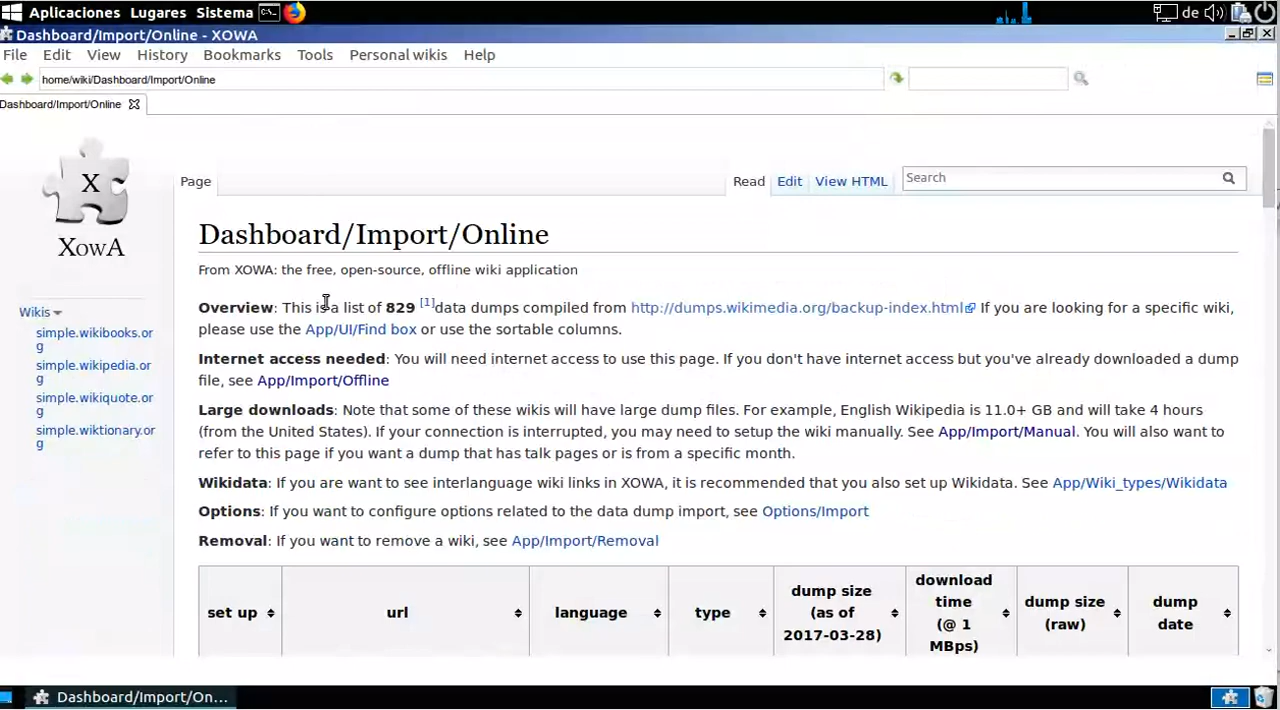 Aplicaciones Lugares Sistema de
Dashboard/Import/Online - XOWA
File Edit View History Bookmarks Tools Personal wikis Help
home/wiki/Dashboard/Import/Online
Dashboard/Import/Online
X
XOWA
Page Read Edit View HTML Search
Dashboard/Import/Online
From XOWA: the free, open-source, offline wiki application
Wikis
simple.wikibooks.or
g
simple.wikipedia.or
g
simple.wikiquote.or
g
simple.wiktionary.or
g
Overview: This is a list of 829 [1]data dumps compiled from http://dumps.wikimedia.org/backup-index.html If you are looking for a specific wiki,
please use the App/UI/Find box or use the sortable columns.
Internet access needed: You will need internet access to use this page. If you don't have internet access but you've already downloaded a dump
file, see App/Import/Offline
Large downloads: Note that some of these wikis will have large dump files. For example, English Wikipedia is 11.0+ GB and will take 4 hours
(from the United States). If your connection is interrupted, you may need to setup the wiki manually. See App/Import/Manual. You will also want to
refer to this page if you want a dump that has talk pages or is from a specific month.
Wikidata: If you are want to see interlanguage wiki links in XOWA, it is recommended that you also set up Wikidata. See App/Wiki_types/Wikidata
Options: If you want to configure options related to the data dump import, see Options/Import
Removal: If you want to remove a wiki, see App/Import/Removal
set up
url
language
type
dump size
(as of
2017-03-28)
download
time
(@ 1
MBps)
dump size
(raw)
dump
date
Dashboard/Import/On...